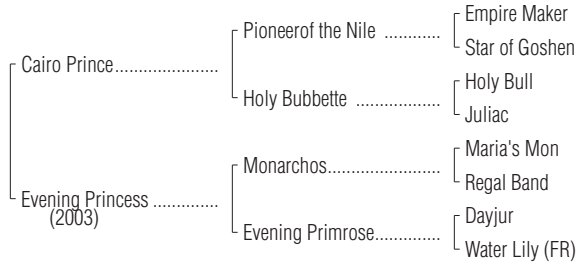 Empire Maker
Pioneerof the Nile ............
Star of Goshen
Cairo Prince......................
Holy Bull
Holy Bubbette ..................
Juliac
Maria's Mon
Monarchos........................
Regal Band
Evening Princess ..............
(2003)
Dayjur
Evening Primrose..............
Water Lily (FR)